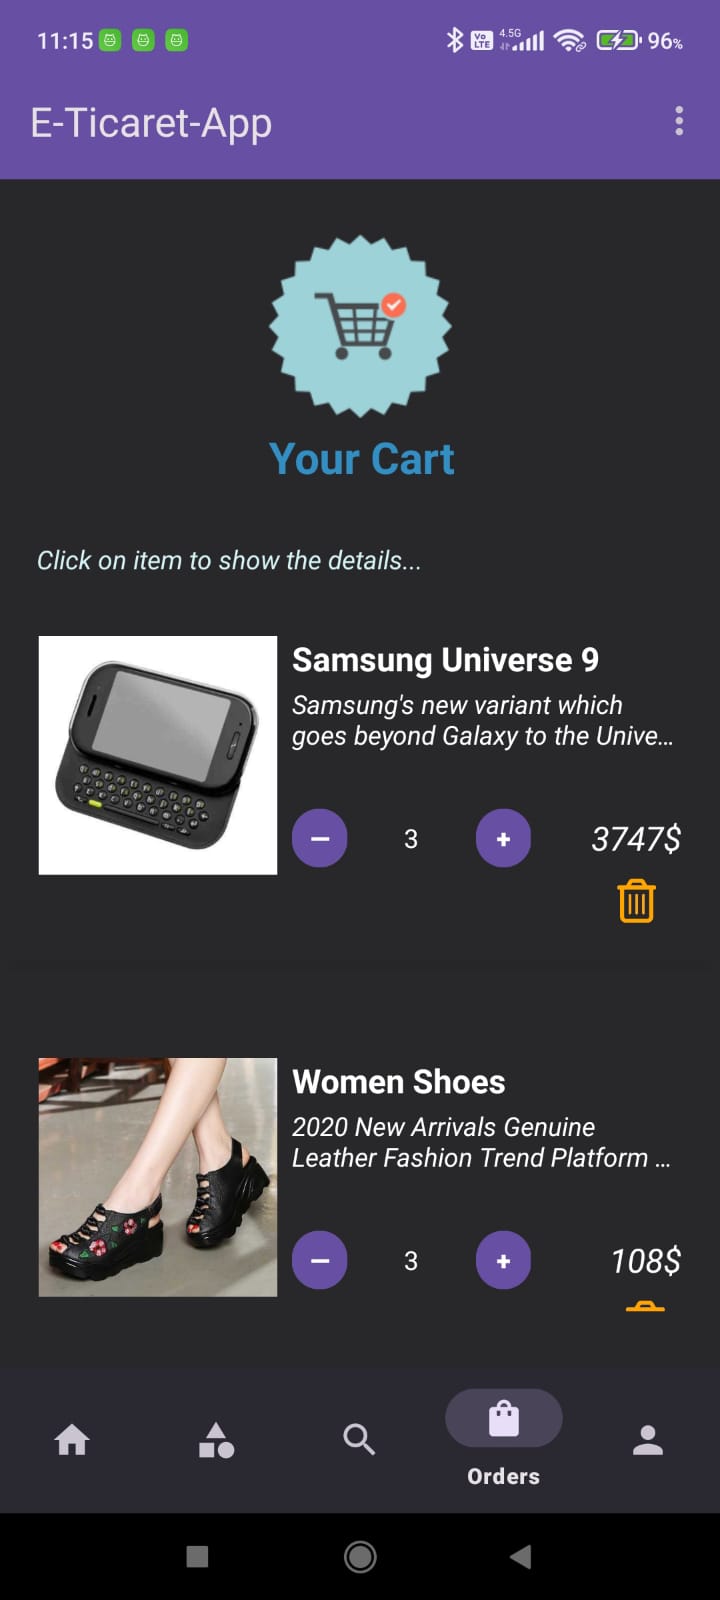 11:15
Vo LTE 4.5G 96%
E-Ticaret-App
Your Cart
Click on item to show the details...
Samsung Universe 9
Samsung's new variant which
goes beyond Galaxy to the Unive...
3
3747$
Women Shoes
2020 New Arrivals Genuine
Leather Fashion Trend Platform ...
3
108$
Orders